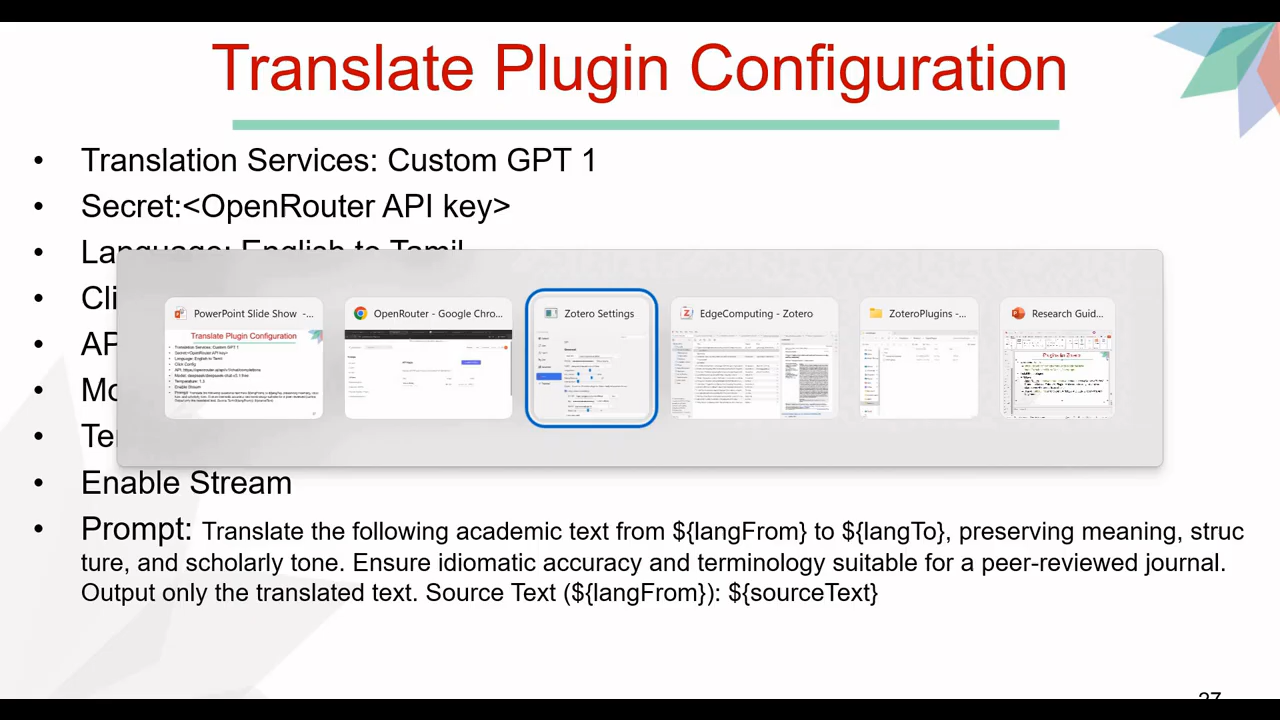 Translate Plugin Configuration
• Translation Services: Custom GPT 1
• Secret:<OpenRouter API key>
• Language: English to Tamil
• Cli
PowerPoint Slide Show -...
OpenRouter - Google Chro...
Zotero Settings
EdgeComputing - Zotero
ZoteroPlugins -...
Research Guid...
• AP
• Mo
• Te
• Enable Stream
• Prompt: Translate the following academic text from ${langFrom} to ${langTo}, preserving meaning, struc
ture, and scholarly tone. Ensure idiomatic accuracy and terminology suitable for a peer-reviewed journal.
Output only the translated text. Source Text (${langFrom}): ${sourceText}
27